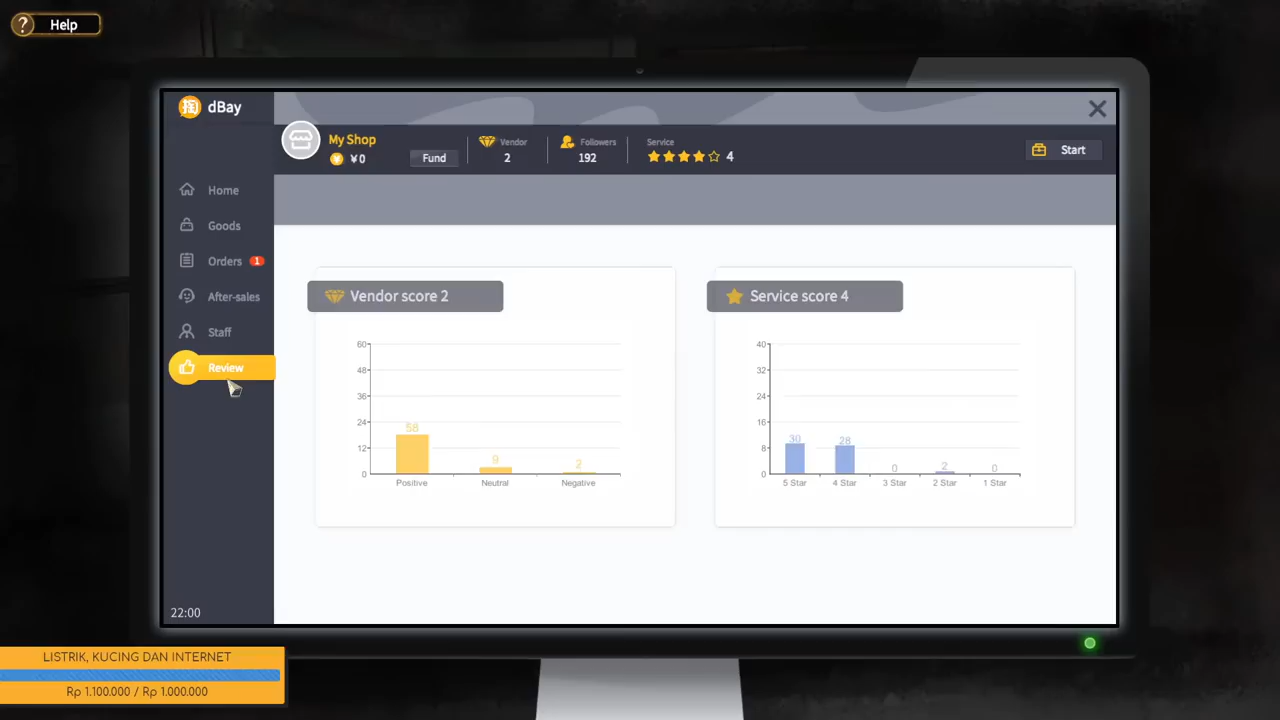 ? Help
掏 dBay
My Shop
¥0
Fund
Vendor
2
Followers
192
Service
4
Start
Home
Goods
Orders 1
After-sales
Staff
Review
22:00
Vendor score 2
60
48
36
24
12
0
58
9
2
Positive Neutral Negative
Service score 4
40
32
24
16
8
0
30
28
0
2
0
5 Star 4 Star 3 Star 2 Star 1 Star
LISTRIK, KUCING DAN INTERNET
Rp 1.100.000 / Rp 1.000.000